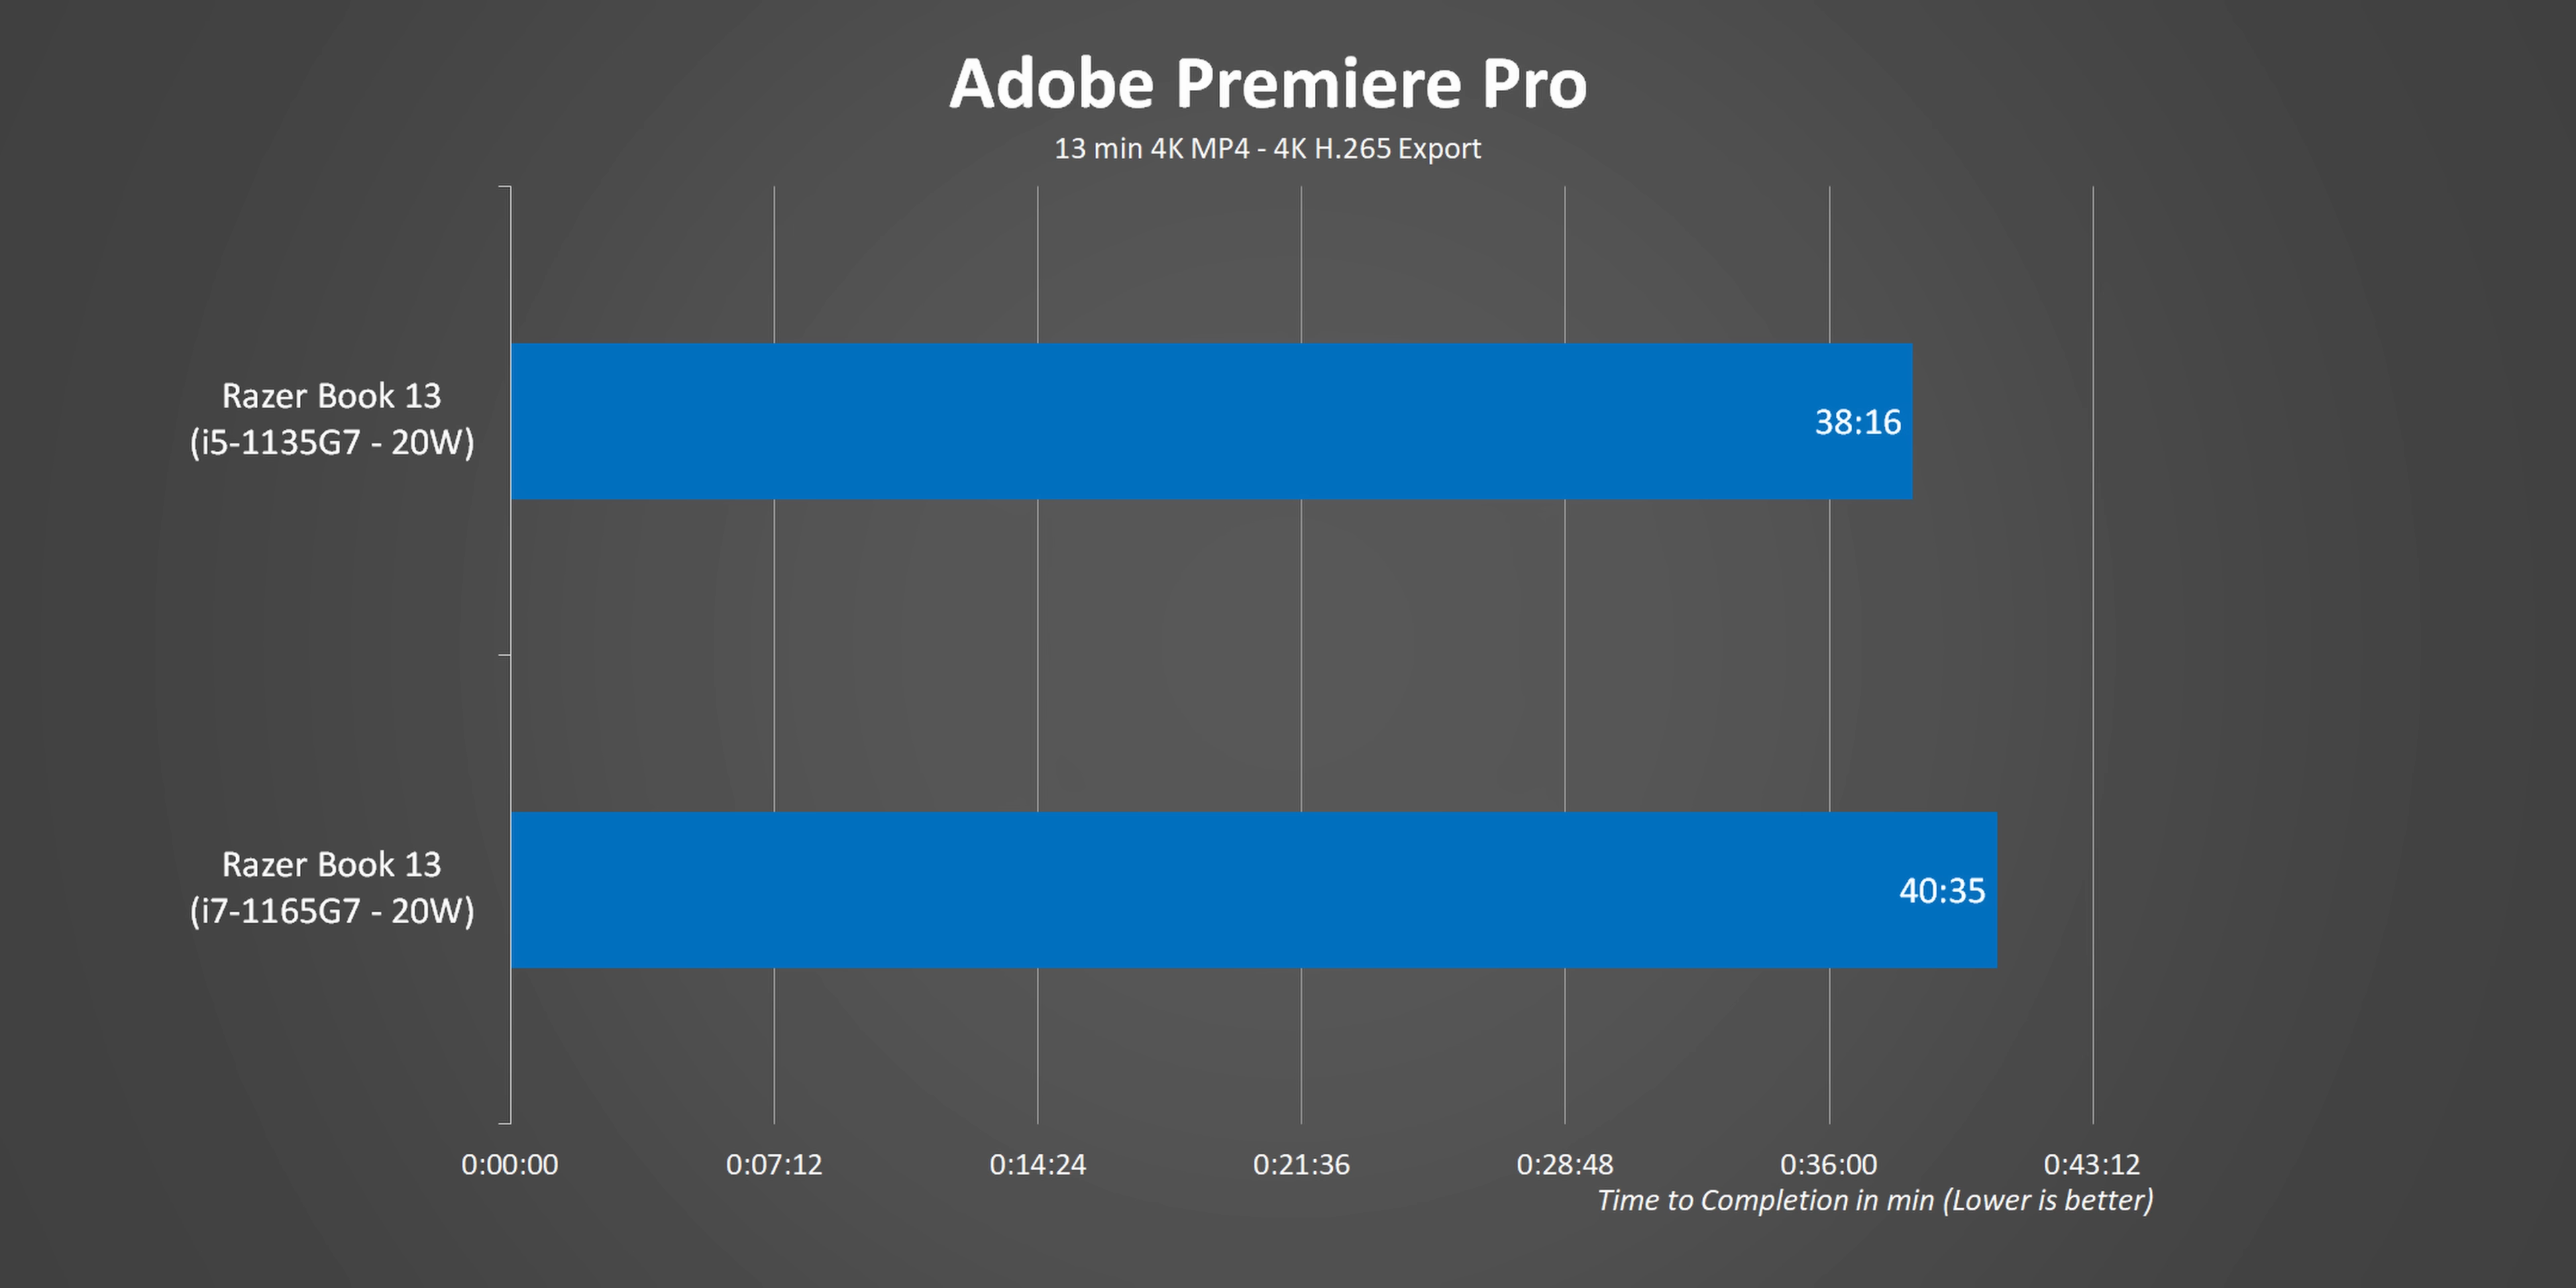 Adobe Premiere Pro
13 min 4K MP4 - 4K H.265 Export
Razer Book 13
(i5-1135G7 - 20W)
38:16
Razer Book 13
(i7-1165G7 - 20W)
40:35
0:00:00 0:07:12 0:14:24 0:21:36 0:28:48 0:36:00 0:43:12
Time to Completion in min (Lower is better)